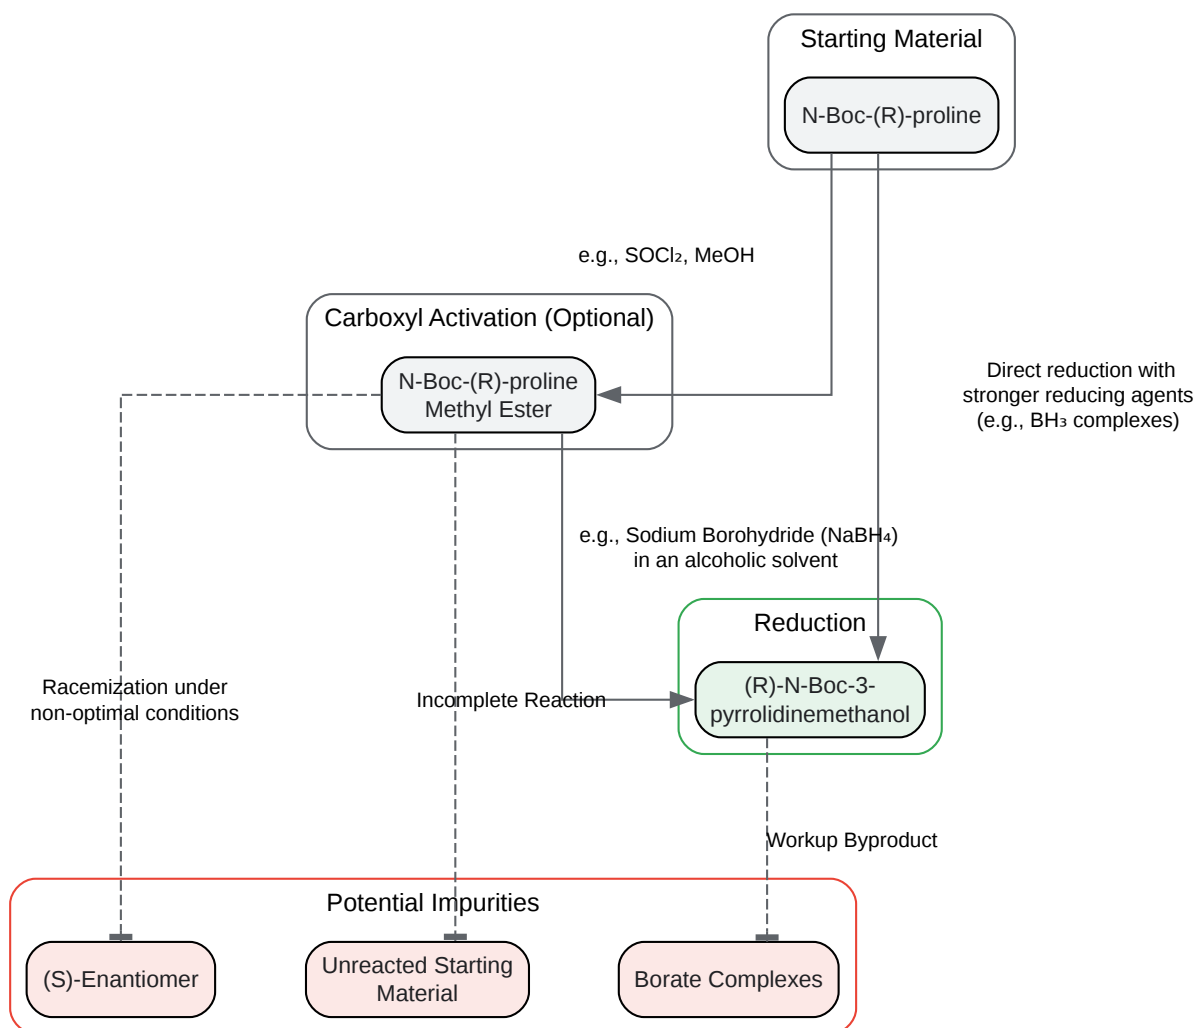 Starting Material
N-Boc-(R)-proline
e.g., SOCl₂, MeOH
Carboxyl Activation (Optional)
N-Boc-(R)-proline
Methyl Ester
Direct reduction with
stronger reducing agents
(e.g., BH₃ complexes)
e.g., Sodium Borohydride (NaBH₄)
in an alcoholic solvent
Reduction
(R)-N-Boc-3-
pyrrolidinemethanol
Racemization under
non-optimal conditions
Incomplete Reaction
Workup Byproduct
Potential Impurities
(S)-Enantiomer
Unreacted Starting
Material
Borate Complexes